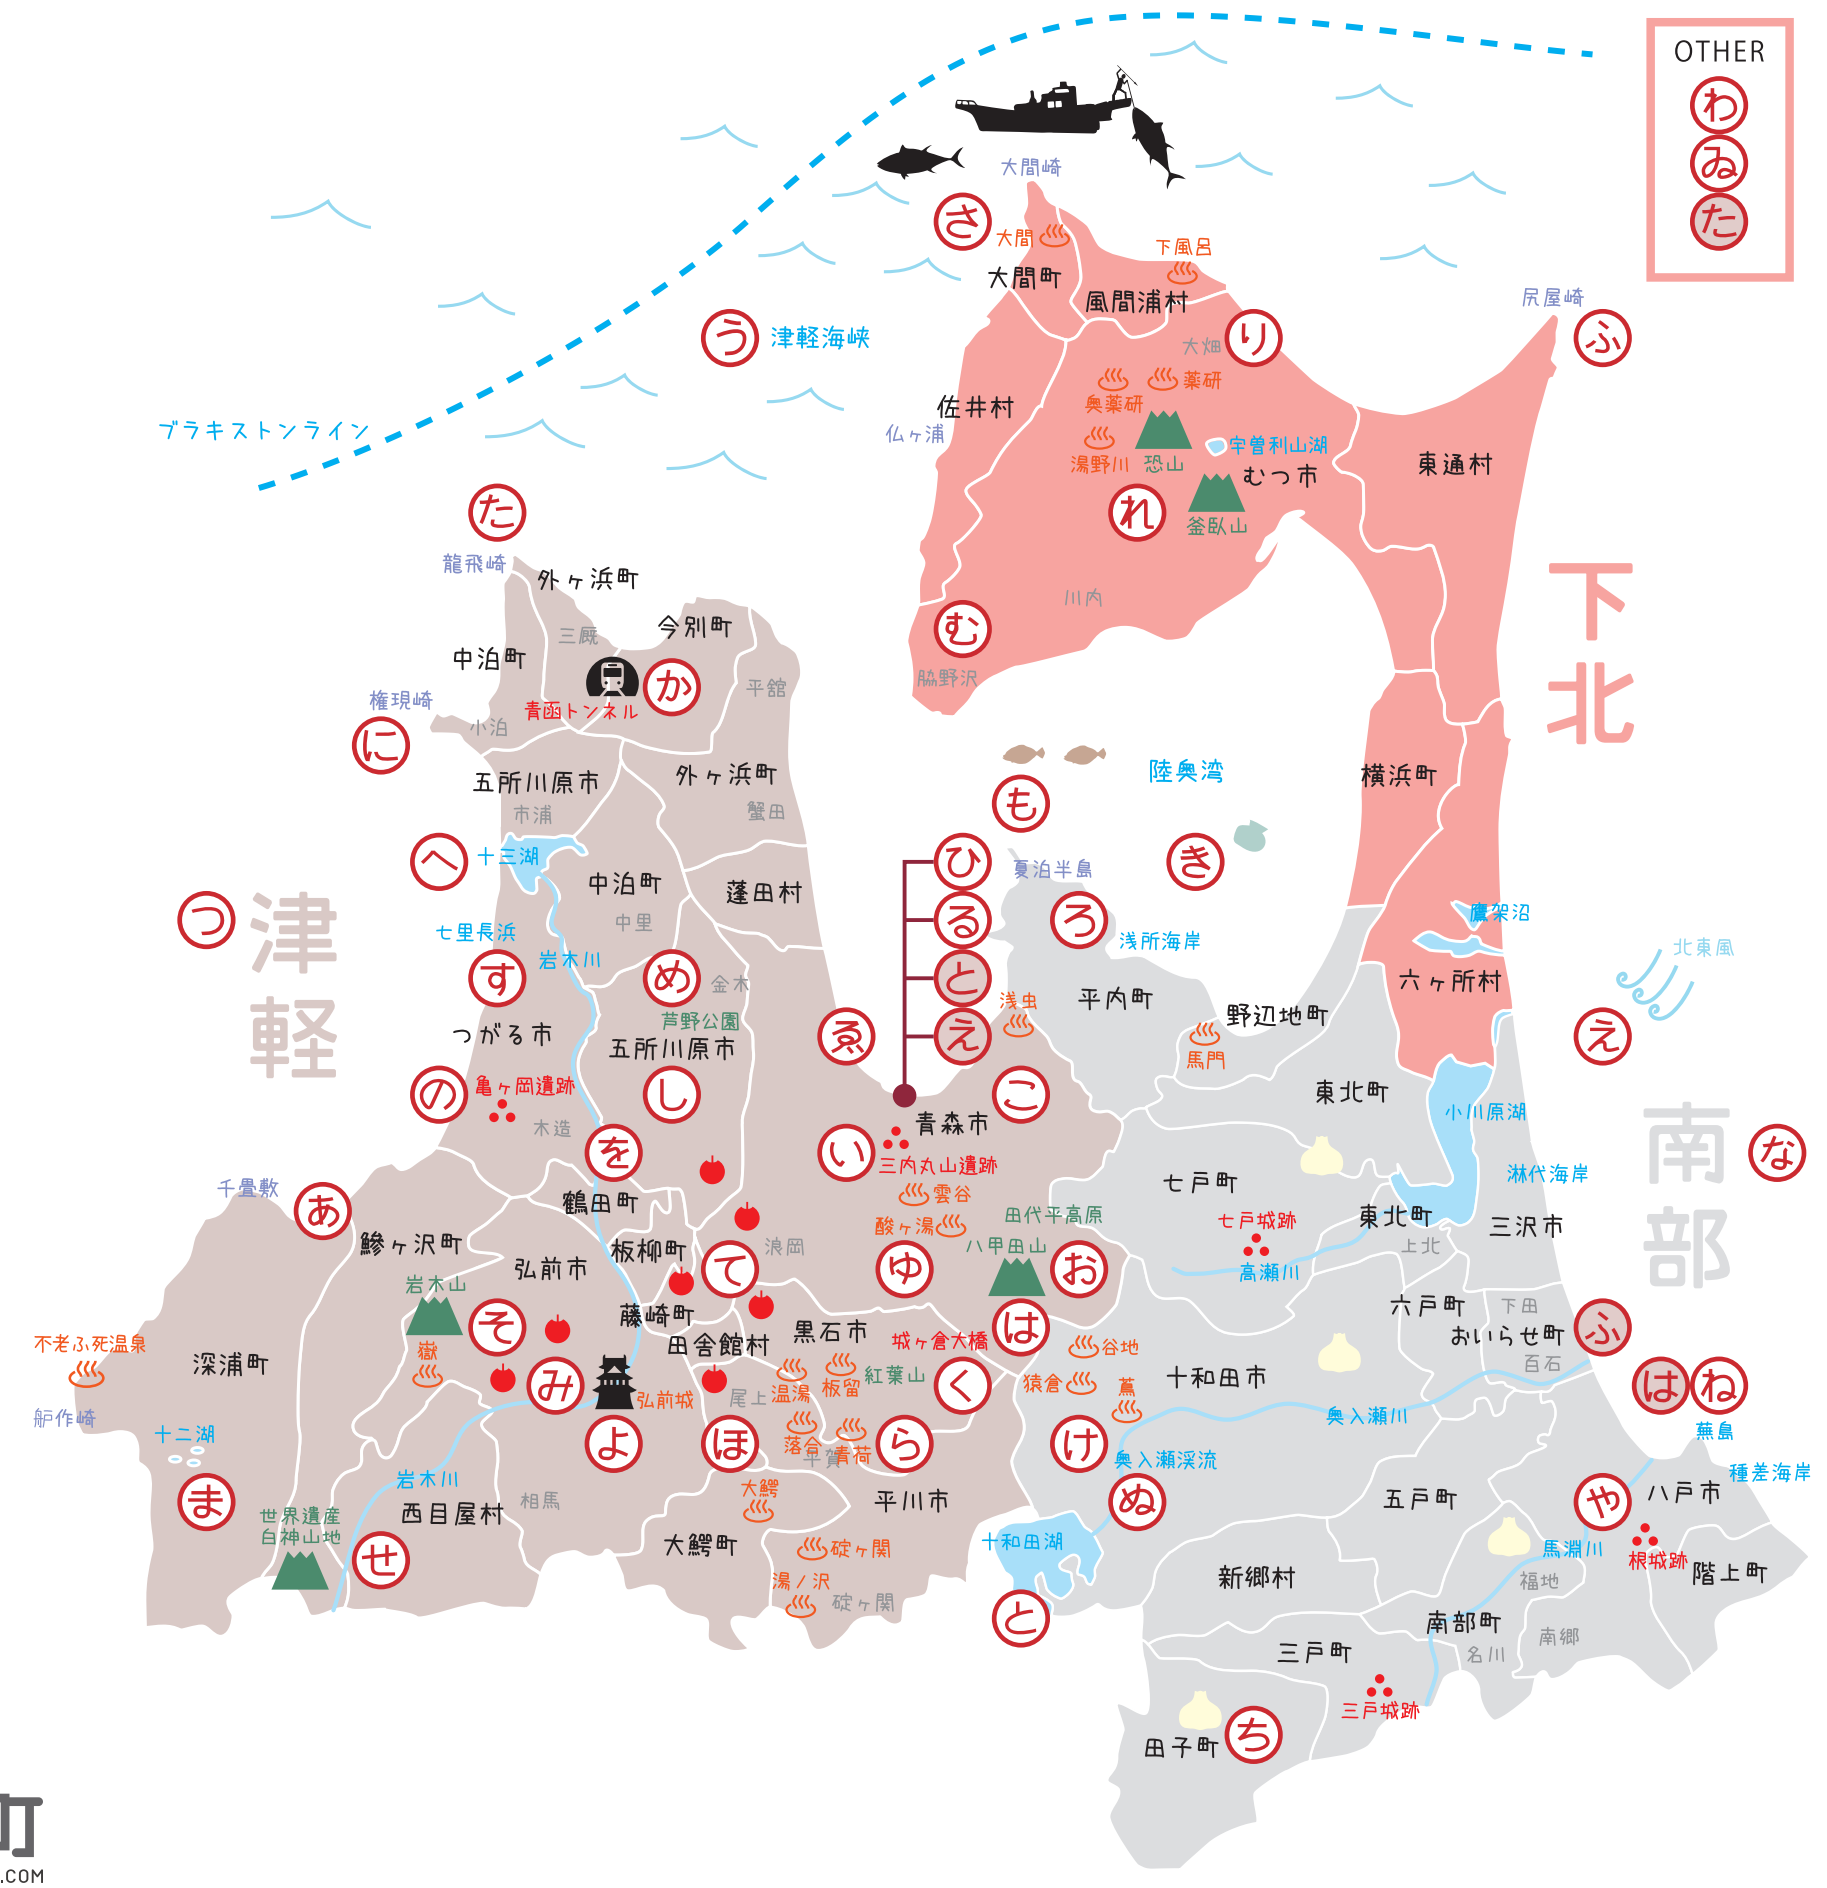 OTHER
わ
ゐ
た
大間崎
さ
大間
下風呂
大間町
風間浦村
尻屋崎
う
津軽海峡
大畑
り
ふ
奥薬研
薬研
佐井村
仏ヶ浦
ブラキストンライン
湯野川
恐山
宇曽利山湖
むつ市
東通村
た
れ
釜臥山
龍飛崎
外ヶ浜町
下北
川内
三厩
今別町
む
中泊町
脇野沢
か
平舘
権現崎
青函トンネル
小泊
に
五所川原市
外ヶ浜町
陸奥湾
横浜町
市浦
蟹田
も
へ
十三湖
ひ
き
夏泊半島
中泊町
蓬田村
つ
津軽
中里
る
ろ
鷹架沼
七里長浜
浅所海岸
北東風
岩木川
す
め
金木
と
六ヶ所村
浅虫
平内町
芦野公園
野辺地町
つがる市
五所川原市
ゑ
え
え
馬門
亀ヶ岡遺跡
の
し
こ
東北町
小川原湖
木造
青森市
南部
を
い
三内丸山遺跡
な
淋代海岸
千畳敷
七戸町
あ
鶴田町
雲谷
田代平高原
七戸城跡
東北町
三沢市
酸ヶ湯
鰺ヶ沢町
板柳町
浪岡
八甲田山
上北
弘前市
て
ゆ
お
高瀬川
岩木山
六戸町
下田
藤崎町
そ
黒石市
は
おいらせ町
ふ
不老ふ死温泉
田舎館村
城ヶ倉大橋
谷地
嶽
深浦町
百石
紅葉山
十和田市
み
弘前城
尾上
温湯
板留
く
猿倉
蔦
は
ね
舮作崎
奥入瀬川
蕪島
十二湖
よ
ほ
落合
青荷
平賀
ら
け
奥入瀬渓流
種差海岸
岩木川
大鰐
ま
相馬
平川市
ぬ
五戸町
や
八戸市
世界遺産
白神山地
西目屋村
せ
大鰐町
碇ヶ関
十和田湖
馬淵川
根城跡
湯ノ沢
新郷村
福地
階上町
碇ヶ関
と
南部町
南郷
三戸町
名川
三戸城跡
ち
田子町
町
.COM